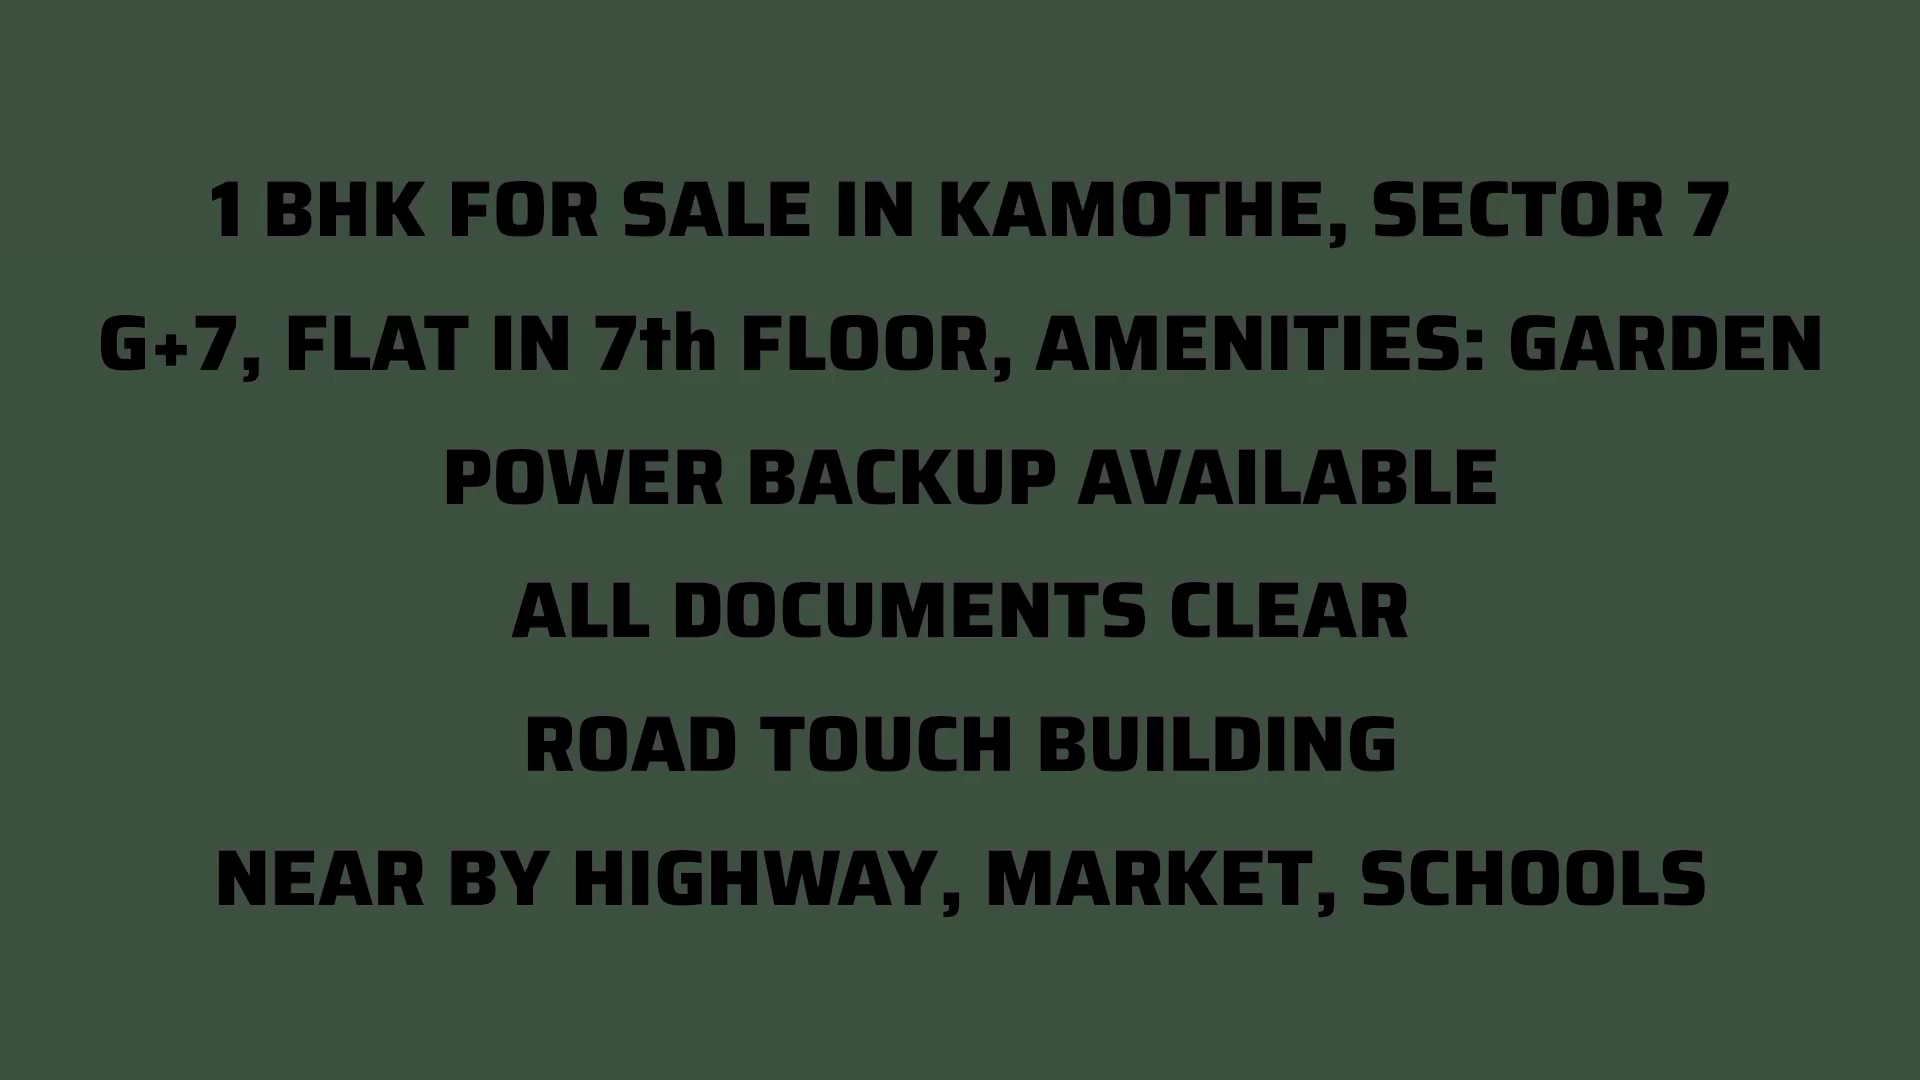 1 BHK FOR SALE IN KAMOTHE, SECTOR 7
G+7, FLAT IN 7th FLOOR, AMENITIES: GARDEN
POWER BACKUP AVAILABLE
ALL DOCUMENTS CLEAR
ROAD TOUCH BUILDING
NEAR BY HIGHWAY, MARKET, SCHOOLS